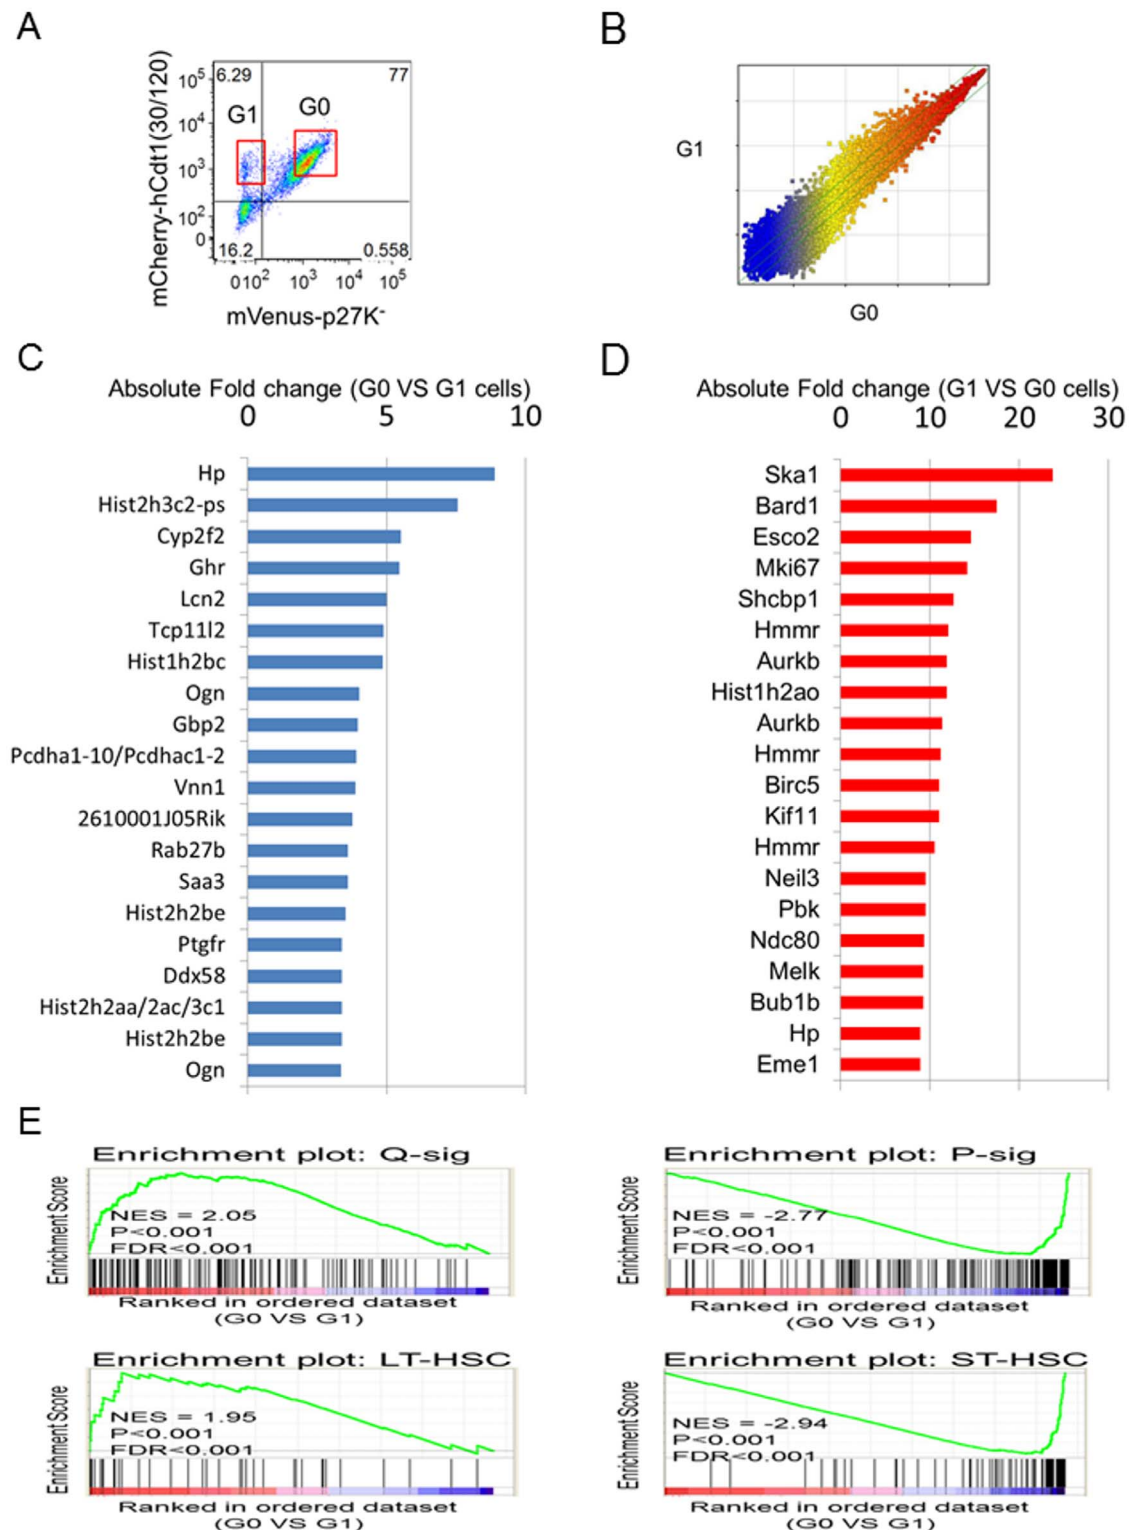 A
mCherry-hCdt1(30/120)
10⁵
10⁴
10³
10²
0
6.29
77
G1
G0
16.2
0.558
010² 10³ 10⁴ 10⁵
mVenus-p27K⁻
B
G1
G0
C
Absolute Fold change (G0 VS G1 cells)
0 5 10
Hp
Hist2h3c2-ps
Cyp2f2
Ghr
Lcn2
Tcp11l2
Hist1h2bc
Ogn
Gbp2
Pcdha1-10/Pcdhac1-2
Vnn1
2610001J05Rik
Rab27b
Saa3
Hist2h2be
Ptgfr
Ddx58
Hist2h2aa/2ac/3c1
Hist2h2be
Ogn
D
Absolute Fold change (G1 VS G0 cells)
0 10 20 30
Ska1
Bard1
Esco2
Mki67
Shcbp1
Hmmr
Aurkb
Hist1h2ao
Aurkb
Hmmr
Birc5
Kif11
Hmmr
Neil3
Pbk
Ndc80
Melk
Bub1b
Hp
Eme1
E
Enrichment plot: Q-sig
Enrichment Score
NES = 2.05
P<0.001
FDR<0.001
Ranked in ordered dataset
(G0 VS G1)
Enrichment plot: P-sig
Enrichment Score
NES = -2.77
P<0.001
FDR<0.001
Ranked in ordered dataset
(G0 VS G1)
Enrichment plot: LT-HSC
Enrichment Score
NES = 1.95
P<0.001
FDR<0.001
Ranked in ordered dataset
(G0 VS G1)
Enrichment plot: ST-HSC
Enrichment Score
NES = -2.94
P<0.001
FDR<0.001
Ranked in ordered dataset
(G0 VS G1)